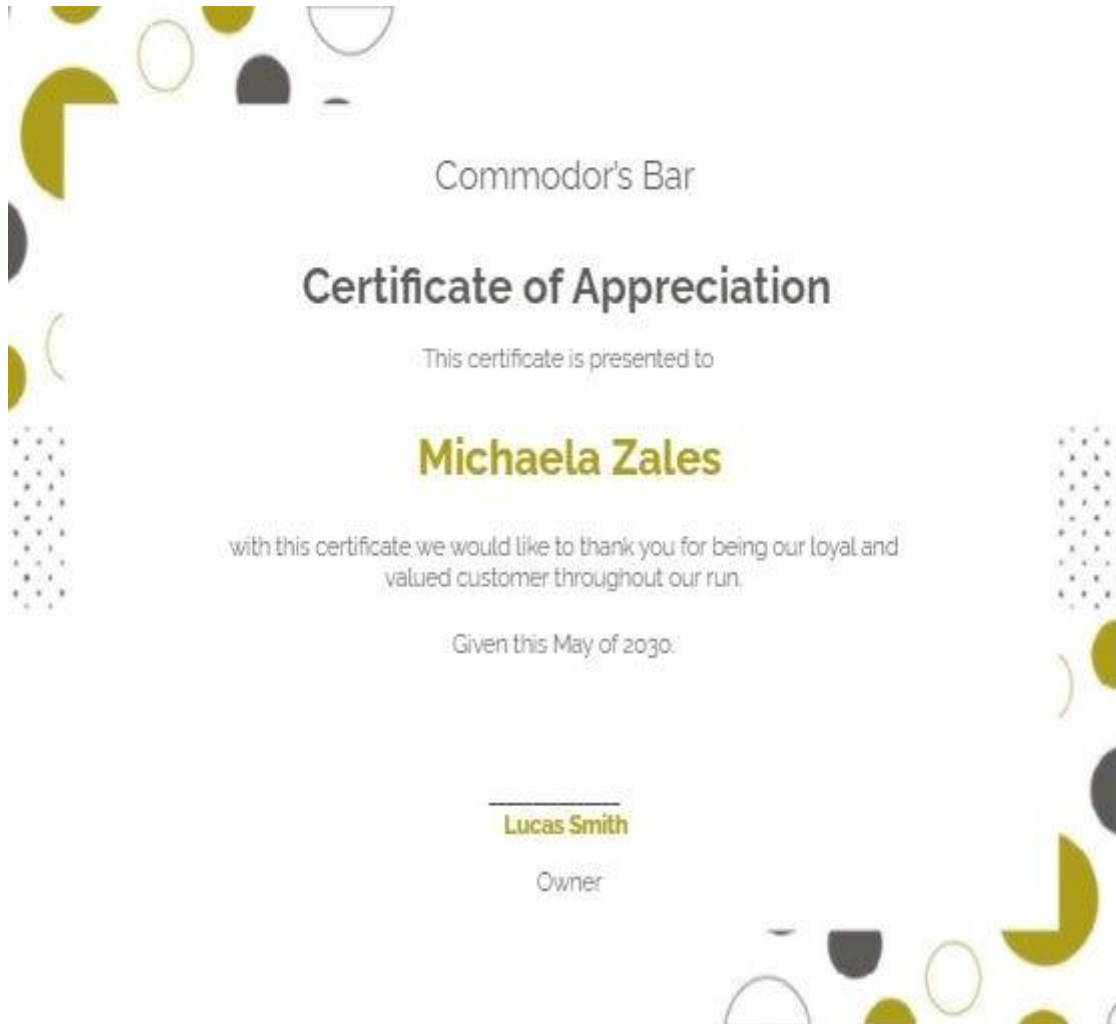 Commodor's Bar
Certificate of Appreciation
This certificate is presented to
Michaela Zales
with this certificate we would like to thank you for being our loyal and
valued customer throughout our run.
Given this May of 2030.
Lucas Smith
Owner